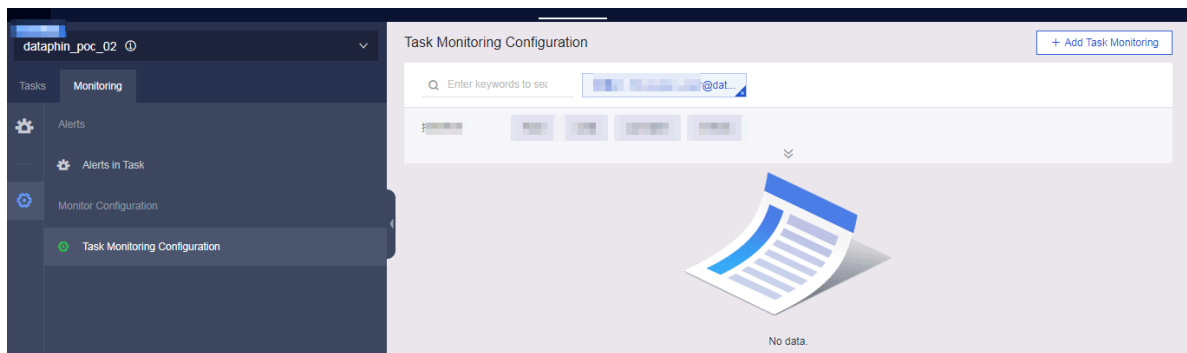 dataphin_poc_02
Task Monitoring Configuration
+ Add Task Monitoring
Tasks
Monitoring
Enter keywords to sea
r@dat...
Alerts
Alerts in Task
Monitor Configuration
Task Monitoring Configuration
No data.